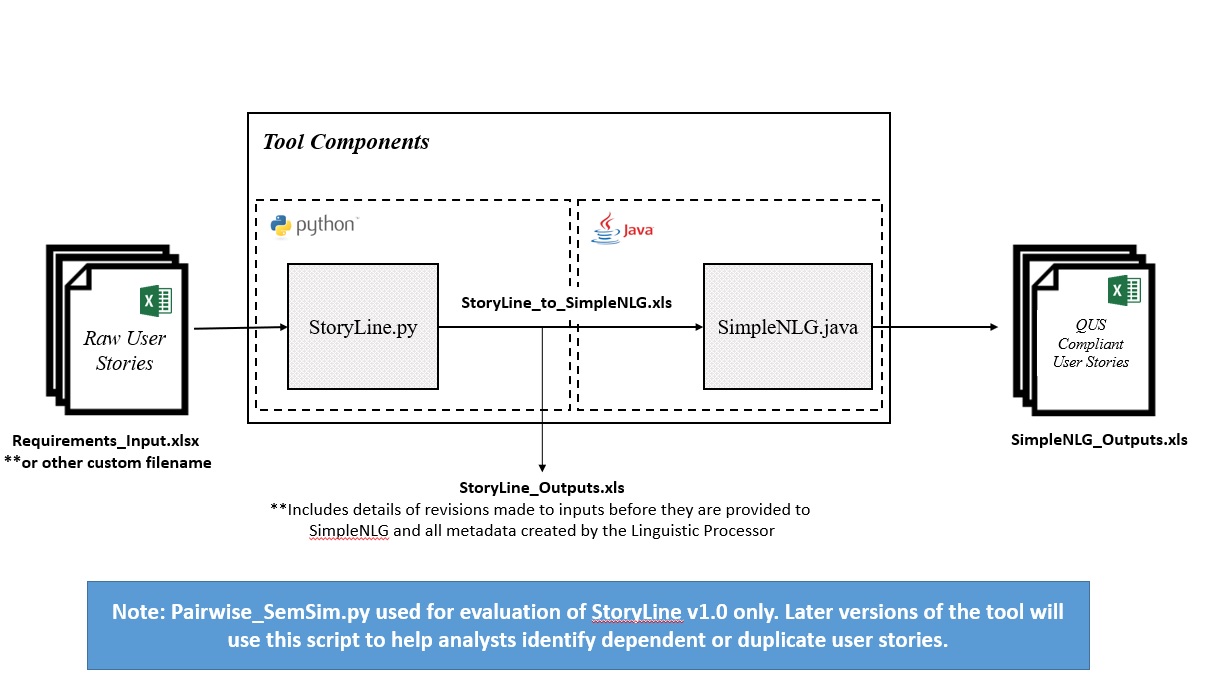 Tool Components
python™
Java
StoryLine_to_SimpleNLG.xls
StoryLine.py
SimpleNLG.java
X
Raw User
Stories
X
QUS
Compliant
User Stories
Requirements_Input.xlsx
**or other custom filename
SimpleNLG_Outputs.xls
StoryLine_Outputs.xls
**Includes details of revisions made to inputs before they are provided to
SimpleNLG and all metadata created by the Linguistic Processor
Note: Pairwise_SemSim.py used for evaluation of StoryLine v1.0 only. Later versions of the tool will
use this script to help analysts identify dependent or duplicate user stories.